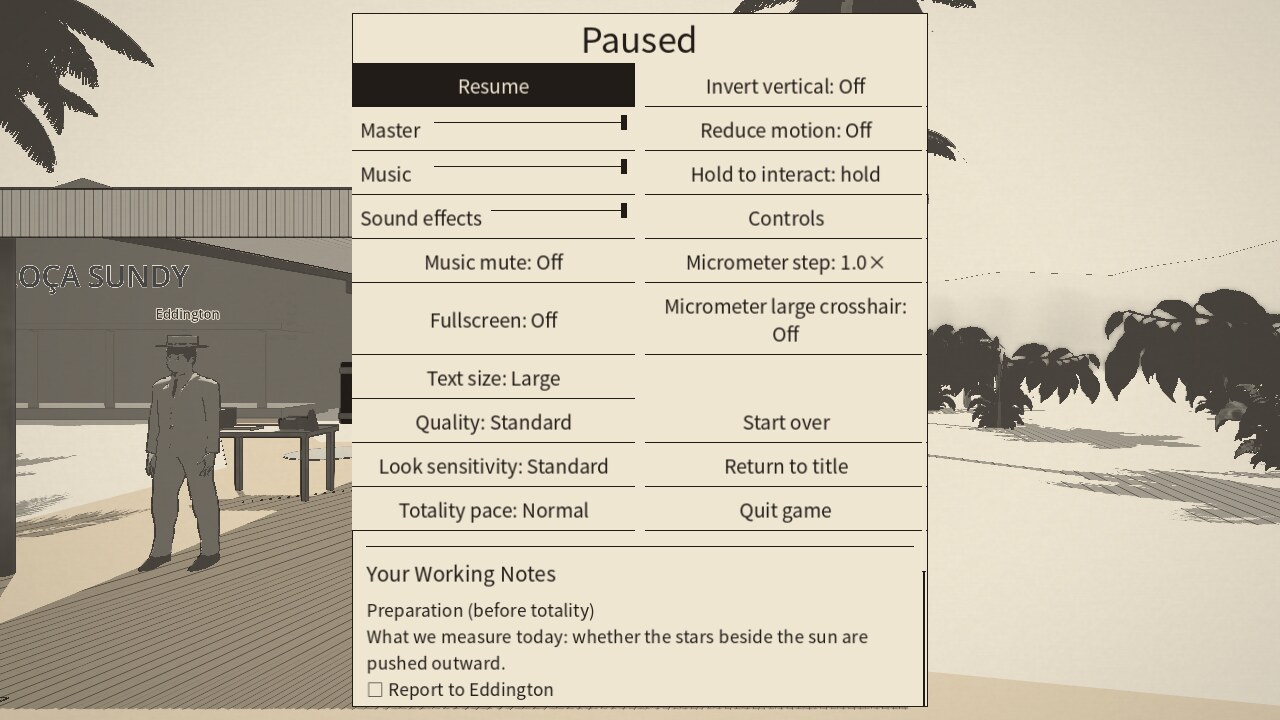 Paused
Resume
Invert vertical: Off
Master
Reduce motion: Off
Music
Hold to interact: hold
Sound effects
Controls
Music mute: Off
Micrometer step: 1.0×
Fullscreen: Off
Micrometer large crosshair:
Off
Text size: Large
Quality: Standard
Start over
Look sensitivity: Standard
Return to title
Totality pace: Normal
Quit game
Your Working Notes
Preparation (before totality)
What we measure today: whether the stars beside the sun are
pushed outward.
☐ Report to Eddington
OÇA SUNDY
Eddington